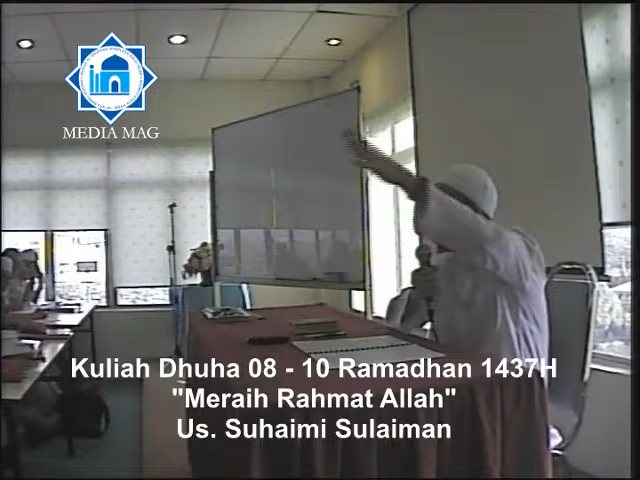 MEDIA MAG
Kuliah Dhuha 08 - 10 Ramadhan 1437H
"Meraih Rahmat Allah"
Us. Suhaimi Sulaiman